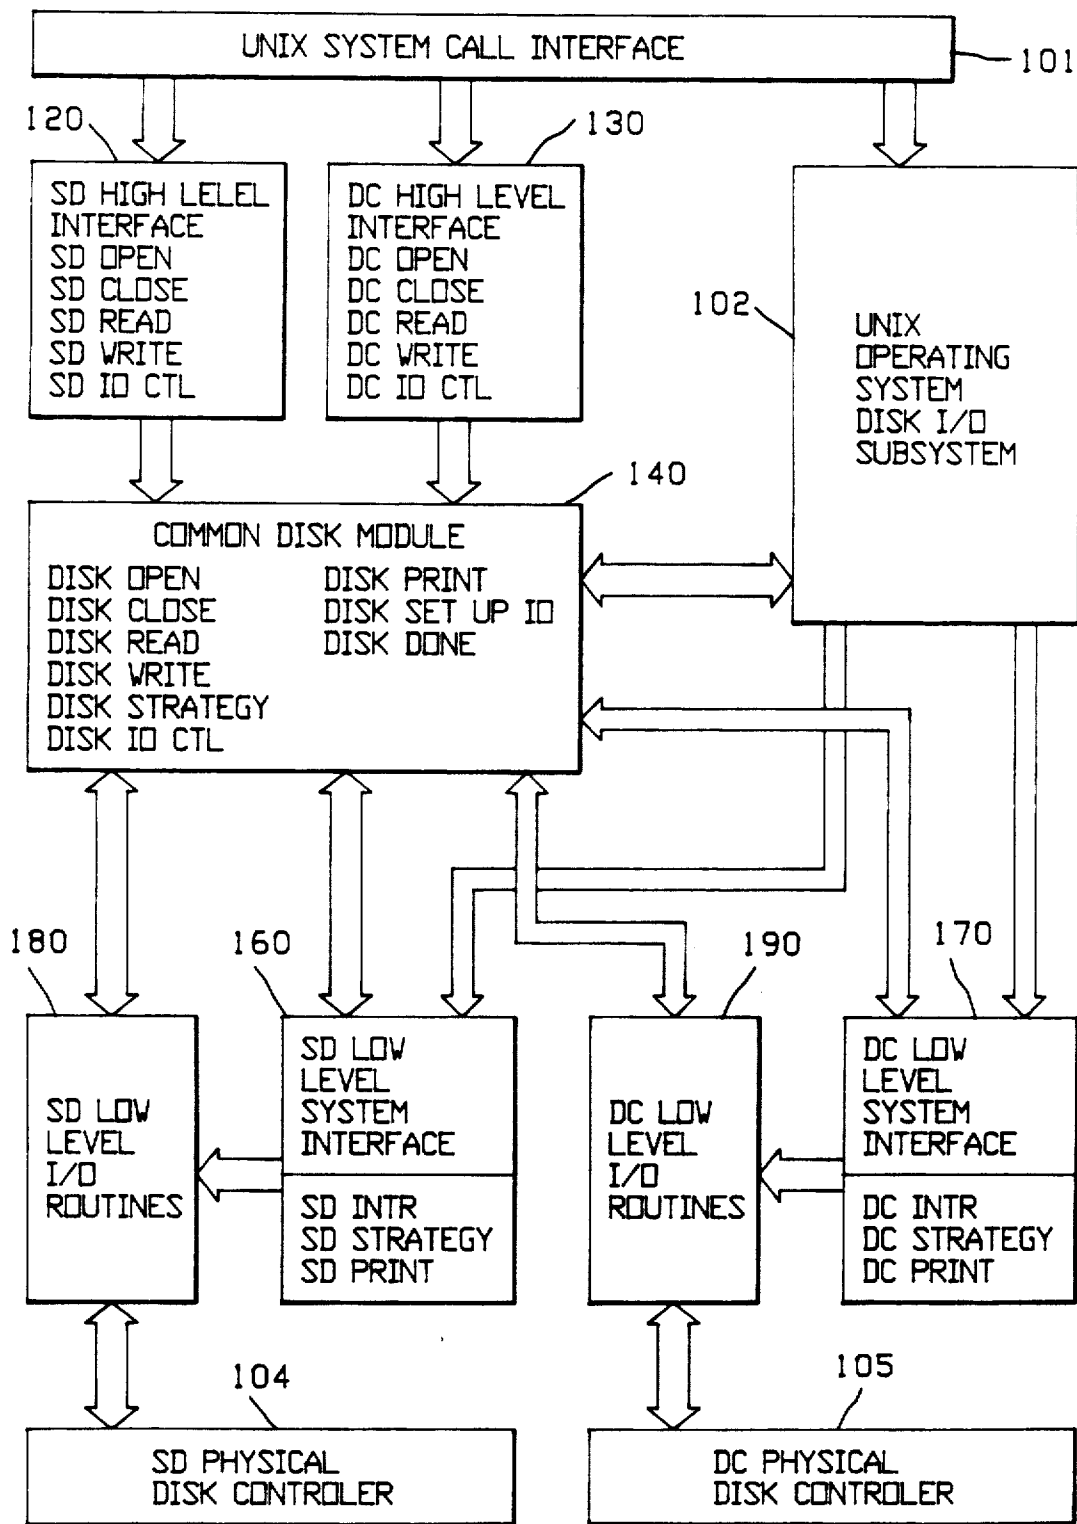 UNIX SYSTEM CALL INTERFACE
101
120
130
SD HIGH LELEL
INTERFACE
SD OPEN
SD CLOSE
SD READ
SD WRITE
SD IO CTL
DC HIGH LEVEL
INTERFACE
DC OPEN
DC CLOSE
DC READ
DC WRITE
DC IO CTL
102
UNIX
OPERATING
SYSTEM
DISK I/O
SUBSYSTEM
140
COMMON DISK MODULE
DISK OPEN
DISK CLOSE
DISK READ
DISK WRITE
DISK STRATEGY
DISK IO CTL
DISK PRINT
DISK SET UP IO
DISK DONE
180
160
190
170
SD LOW
LEVEL
I/O
ROUTINES
SD LOW
LEVEL
SYSTEM
INTERFACE
SD INTR
SD STRATEGY
SD PRINT
DC LOW
LEVEL
I/O
ROUTINES
DC LOW
LEVEL
SYSTEM
INTERFACE
DC INTR
DC STRATEGY
DC PRINT
104
105
SD PHYSICAL
DISK CONTROLER
DC PHYSICAL
DISK CONTROLER